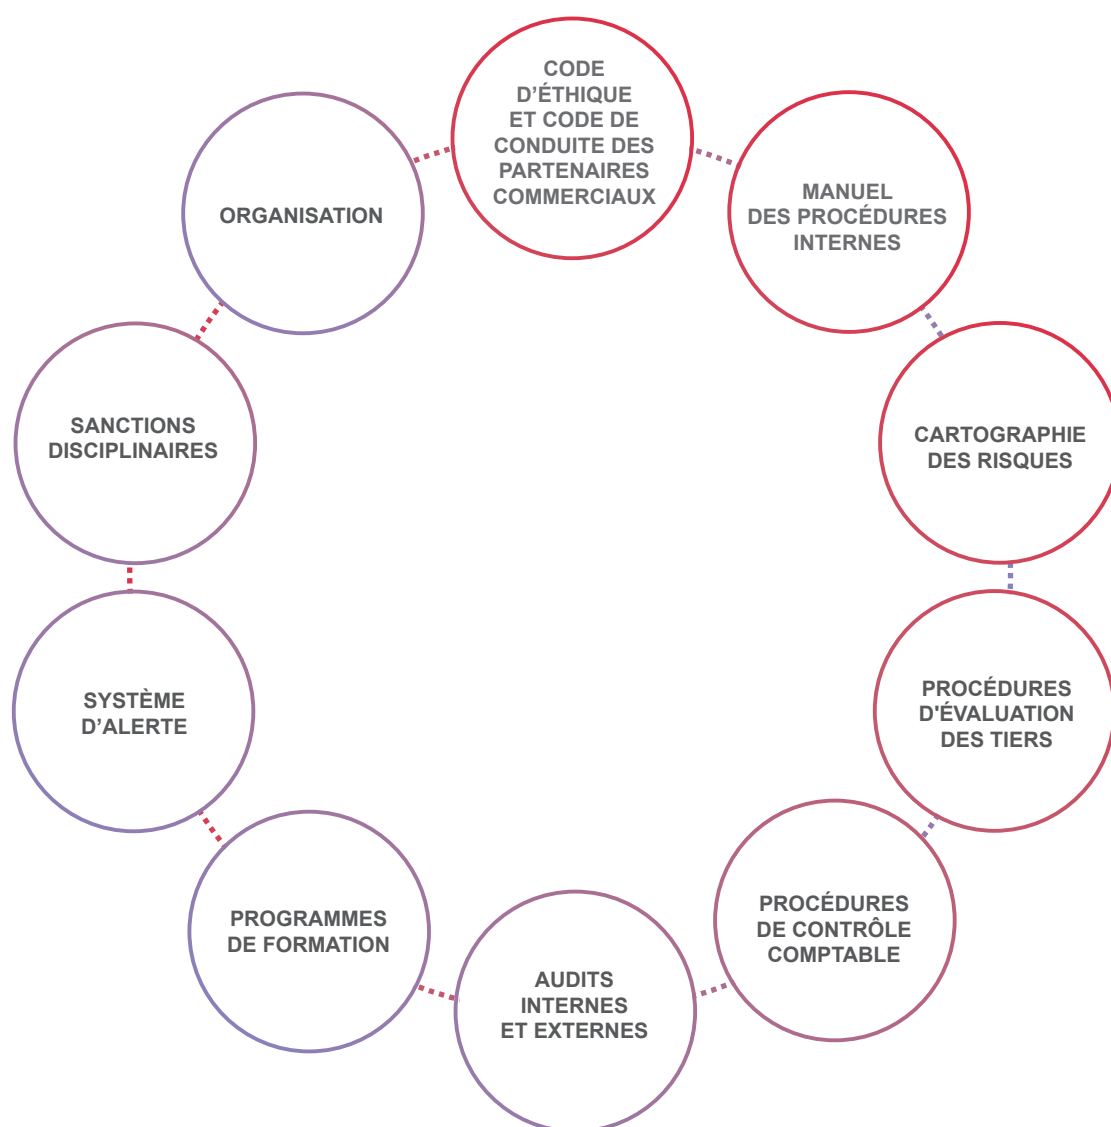 CODE
D’ÉTHIQUE
ET CODE DE
CONDUITE DES
PARTENAIRES
COMMERCIAUX
MANUEL
DES PROCÉDURES
INTERNES
CARTOGRAPHIE
DES RISQUES
PROCÉDURES
D'ÉVALUATION
DES TIERS
PROCÉDURES
DE CONTRÔLE
COMPTABLE
AUDITS
INTERNES
ET EXTERNES
PROGRAMMES
DE FORMATION
SYSTÈME
D’ALERTE
SANCTIONS
DISCIPLINAIRES
ORGANISATION